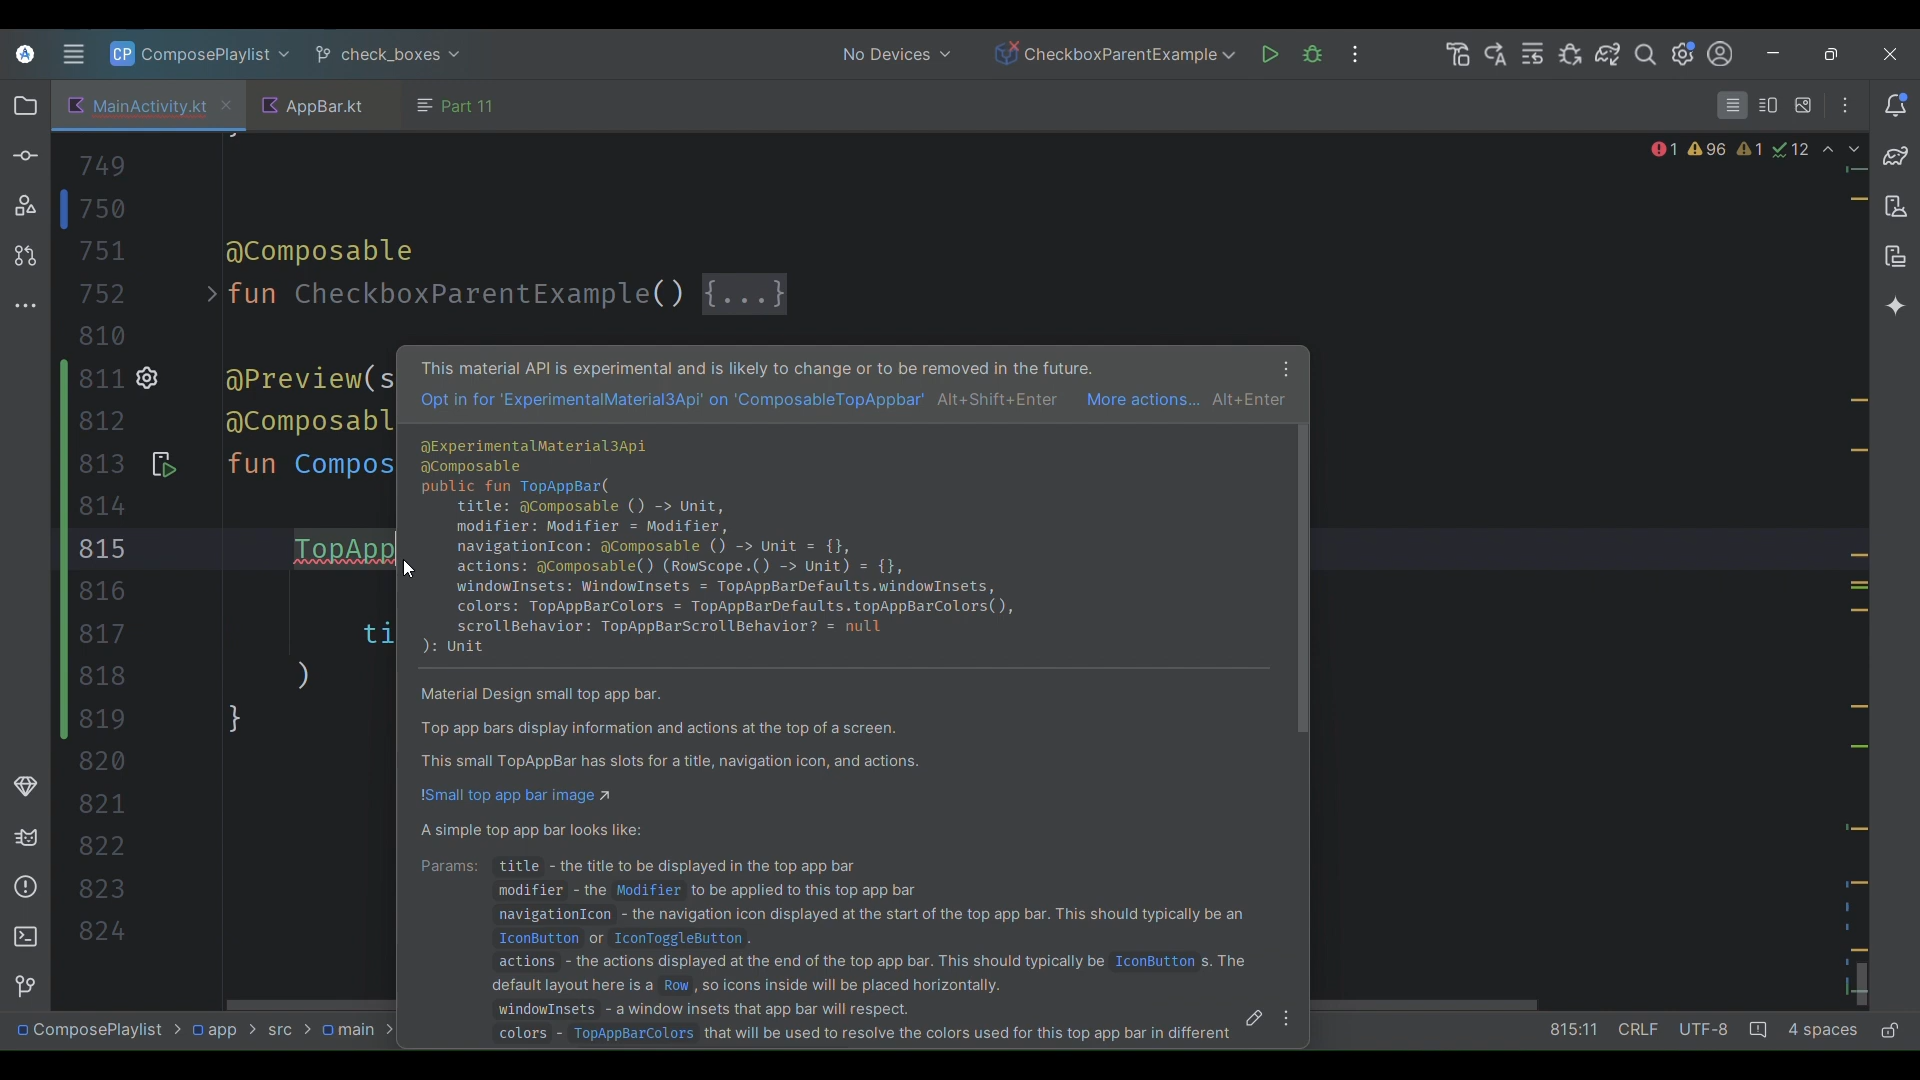 CP ComposePlaylist check_boxes No Devices CheckboxParentExample
MainActivity.kt AppBar.kt Part 11
1 96 1 12
749
750
751 @Composable
752 fun CheckboxParentExample() {...}
810
811 @Preview(s
812 @Composabl
813 fun Compos
814
815 TopApp
816
817 ti
818 )
819 }
820
821
822
823
824
This material API is experimental and is likely to change or to be removed in the future.
Opt in for 'ExperimentalMaterial3Api' on 'ComposableTopAppbar' Alt+Shift+Enter More actions... Alt+Enter
@ExperimentalMaterial3Api
@Composable
public fun TopAppBar(
title: @Composable () -> Unit,
modifier: Modifier = Modifier,
navigationIcon: @Composable () -> Unit = {},
actions: @Composable() (RowScope.() -> Unit) = {},
windowInsets: WindowInsets = TopAppBarDefaults.windowInsets,
colors: TopAppBarColors = TopAppBarDefaults.topAppBarColors(),
scrollBehavior: TopAppBarScrollBehavior? = null
): Unit
Material Design small top app bar.
Top app bars display information and actions at the top of a screen.
This small TopAppBar has slots for a title, navigation icon, and actions.
!Small top app bar image ↗
A simple top app bar looks like:
Params: title - the title to be displayed in the top app bar
modifier - the Modifier to be applied to this top app bar
navigationIcon - the navigation icon displayed at the start of the top app bar. This should typically be an
IconButton or IconToggleButton.
actions - the actions displayed at the end of the top app bar. This should typically be IconButton s. The
default layout here is a Row, so icons inside will be placed horizontally.
windowInsets - a window insets that app bar will respect.
colors - TopAppBarColors that will be used to resolve the colors used for this top app bar in different
ComposePlaylist > app > src > main > 815:11 CRLF UTF-8 4 spaces